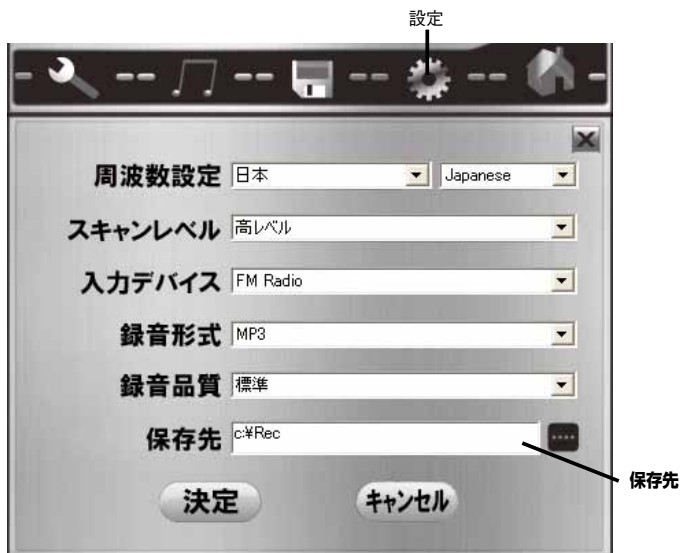 設定
周波数設定 日本 Japanese
スキャンレベル 高レベル
入力デバイス FM Radio
録音形式 MP3
録音品質 標準
保存先 c:¥Rec
保存先
決定 キャンセル